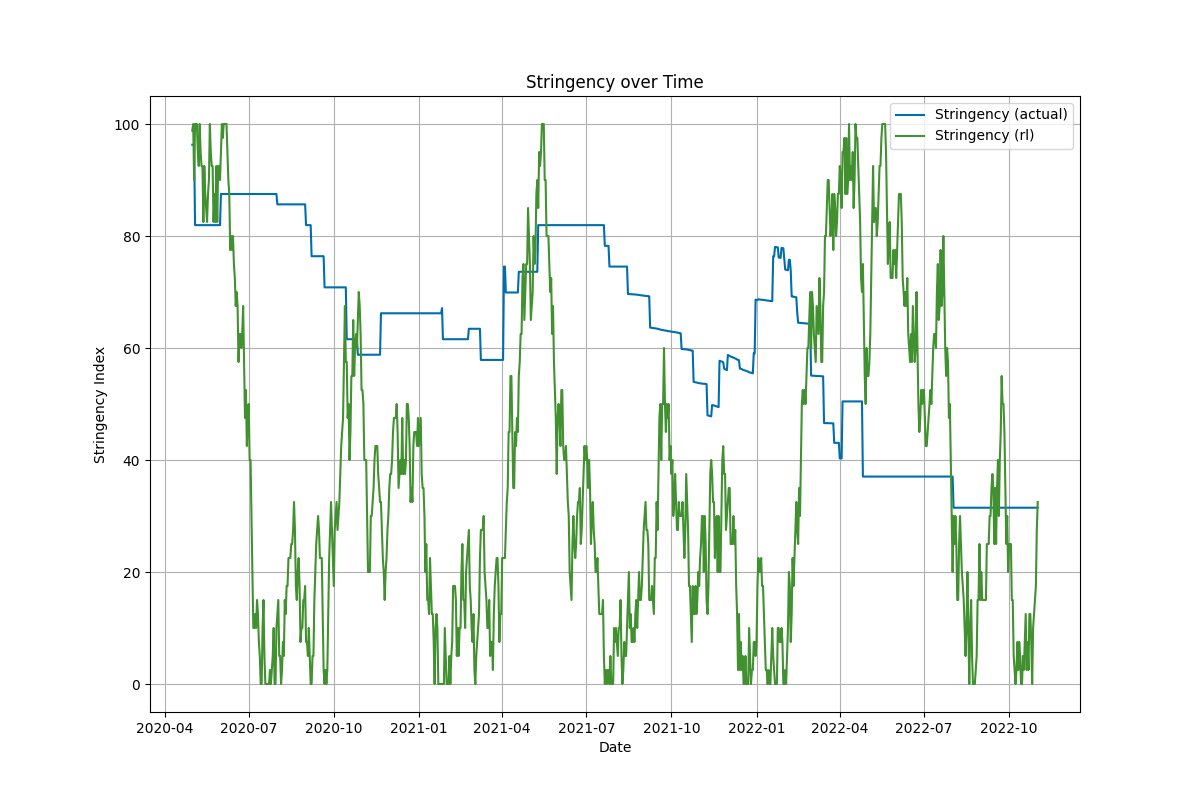 Stringency over Time
Stringency (actual)
Stringency (rl)
Stringency Index
100
80
60
40
20
0
2020-04 2020-07 2020-10 2021-01 2021-04 2021-07 2021-10 2022-01 2022-04 2022-07 2022-10
Date